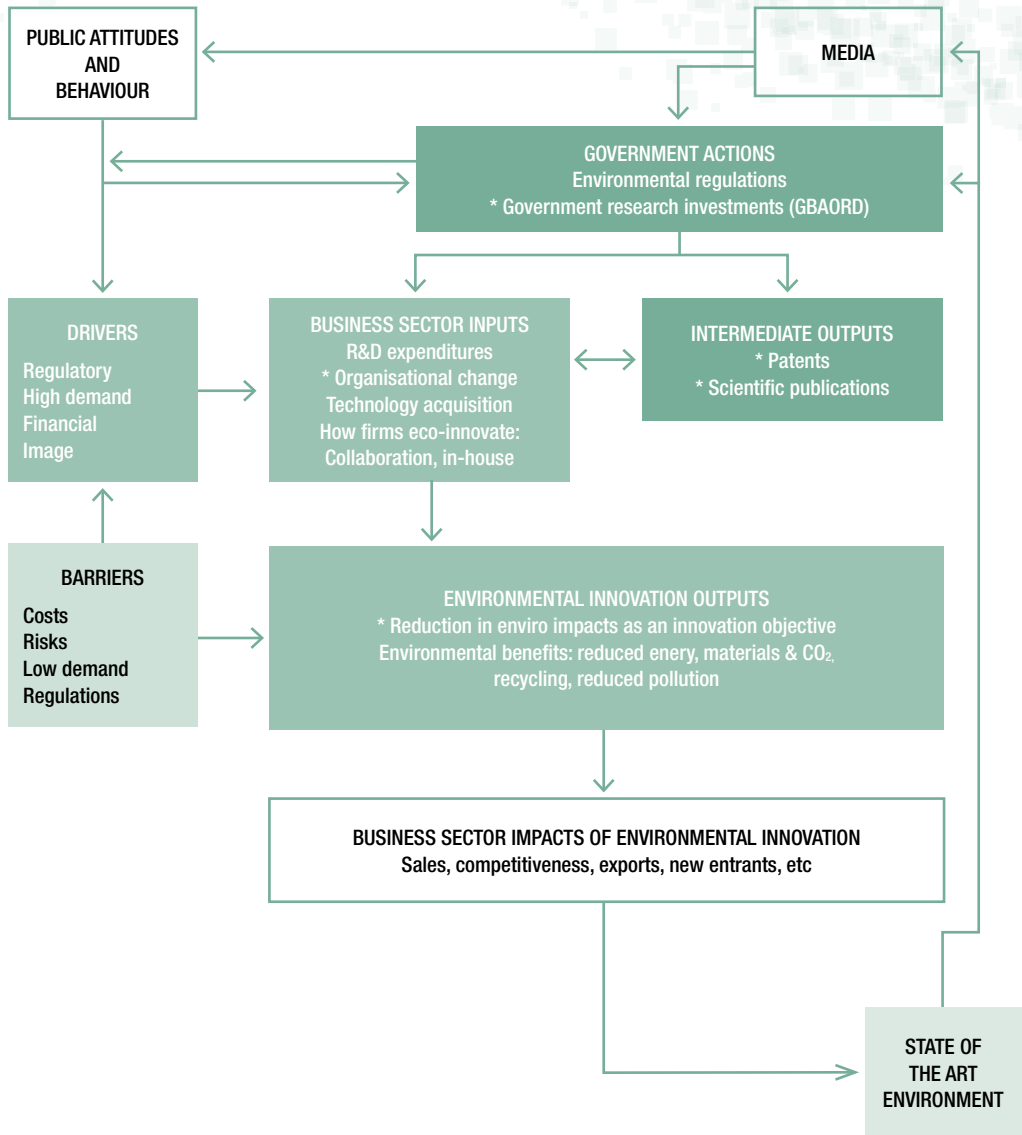 PUBLIC ATTITUDES
AND
BEHAVIOUR
MEDIA
GOVERNMENT ACTIONS
Environmental regulations
* Government research investments (GBAORD)
DRIVERS
Regulatory
High demand
Financial
Image
BUSINESS SECTOR INPUTS
R&D expenditures
* Organisational change
Technology acquisition
How firms eco-innovate:
Collaboration, in-house
INTERMEDIATE OUTPUTS
* Patents
* Scientific publications
BARRIERS
Costs
Risks
Low demand
Regulations
ENVIRONMENTAL INNOVATION OUTPUTS
* Reduction in enviro impacts as an innovation objective
Environmental benefits: reduced enery, materials & CO₂,
recycling, reduced pollution
BUSINESS SECTOR IMPACTS OF ENVIRONMENTAL INNOVATION
Sales, competitiveness, exports, new entrants, etc
STATE OF
THE ART
ENVIRONMENT